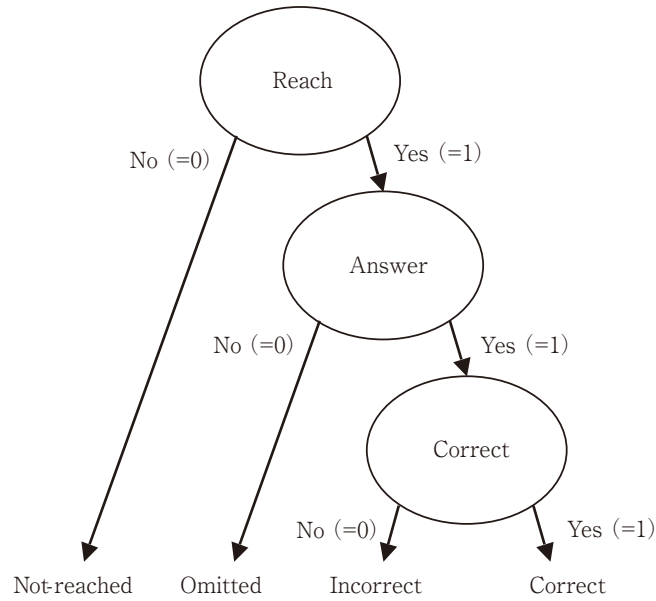 Reach
No (=0)
Yes (=1)
Answer
No (=0)
Yes (=1)
Correct
No (=0)
Yes (=1)
Not-reached Omitted Incorrect Correct